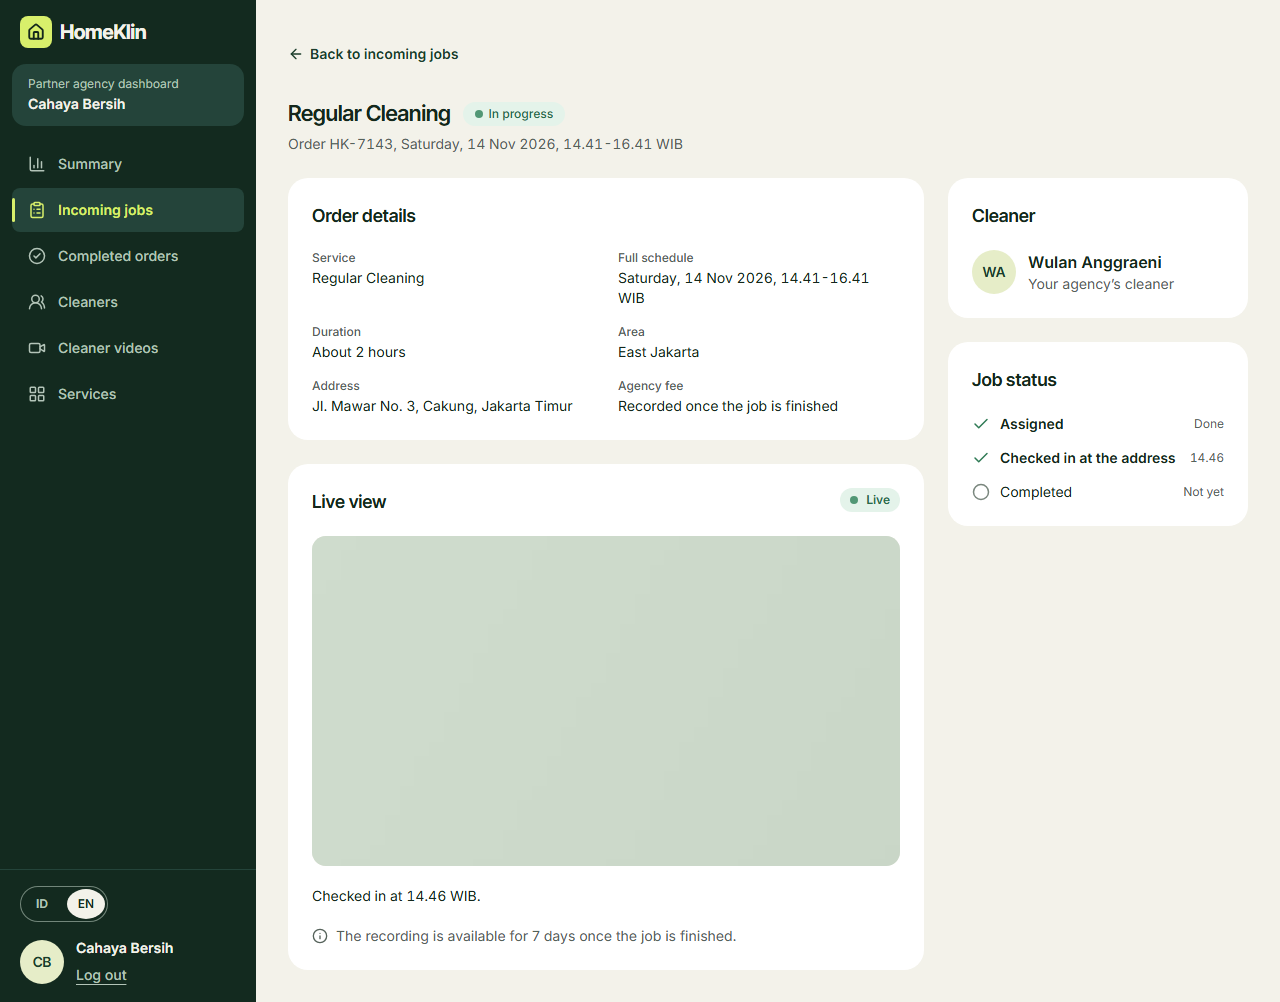 HomeKlin
Partner agency dashboard
Cahaya Bersih
Summary
Incoming jobs
Completed orders
Cleaners
Cleaner videos
Services
ID
EN
CB
Cahaya Bersih
Log out
Back to incoming jobs
Regular Cleaning
In progress
Order HK-7143, Saturday, 14 Nov 2026, 14.41-16.41 WIB
Order details
Service
Regular Cleaning
Full schedule
Saturday, 14 Nov 2026, 14.41-16.41
WIB
Duration
About 2 hours
Area
East Jakarta
Address
Jl. Mawar No. 3, Cakung, Jakarta Timur
Agency fee
Recorded once the job is finished
Live view
Live
Checked in at 14.46 WIB.
The recording is available for 7 days once the job is finished.
Cleaner
WA
Wulan Anggraeni
Your agency’s cleaner
Job status
Assigned
Done
Checked in at the address
14.46
Completed
Not yet